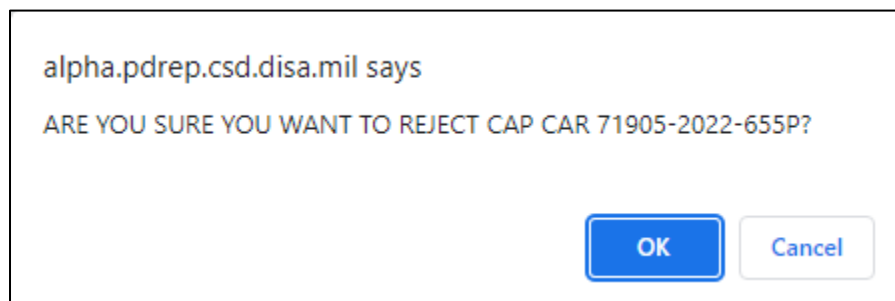 alpha.pdrep.csd.disa.mil says
ARE YOU SURE YOU WANT TO REJECT CAP CAR 71905-2022-655P?
OK Cancel